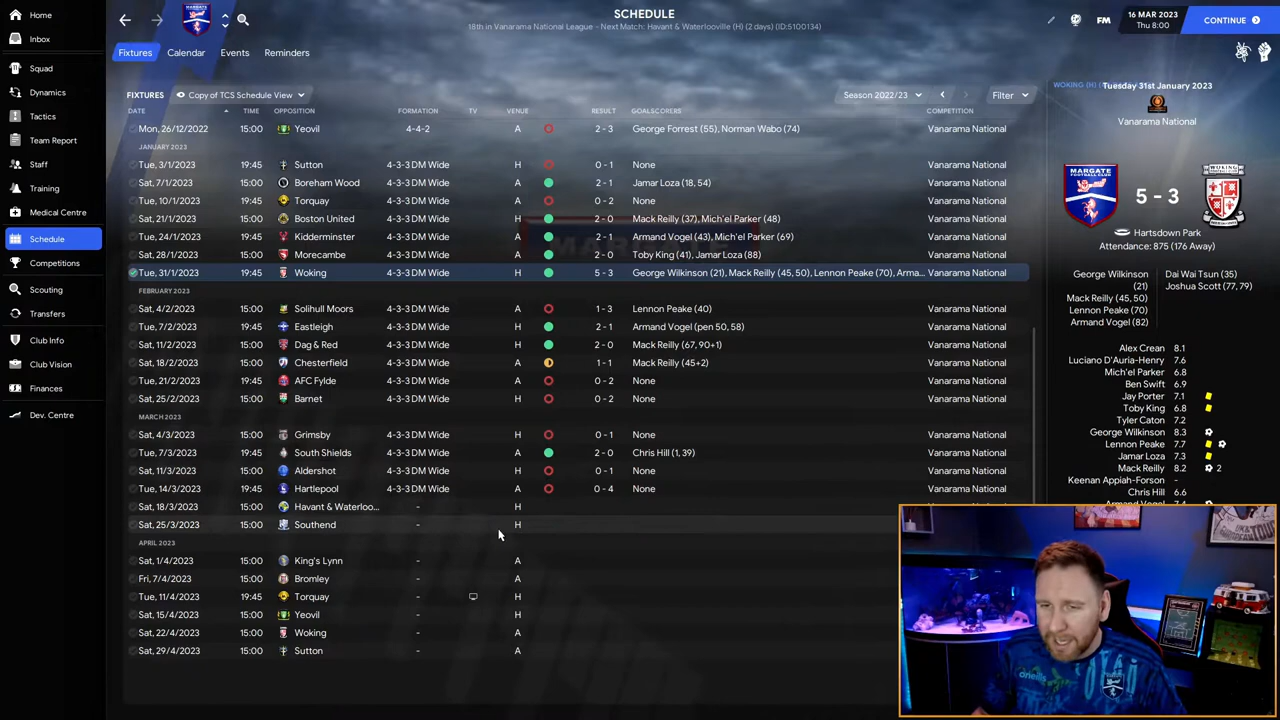 Home
SCHEDULE
18th in Vanarama National League - Next Match: Havant & Waterlooville (H) (2 days) (ID:5100134)
FM
16 MAR 2023
Thu 8:00
CONTINUE
Inbox
Squad
Dynamics
Tactics
Team Report
Staff
Training
Medical Centre
Schedule
Competitions
Scouting
Transfers
Club Info
Club Vision
Finances
Dev. Centre
Fixtures Calendar Events Reminders
FIXTURES Copy of TCS Schedule View Season 2022/23 Filter
DATE TIME OPPOSITION FORMATION TV VENUE RESULT GOALSCORERS COMPETITION
Mon, 26/12/2022 15:00 Yeovil 4-4-2 A 2 - 3 George Forrest (55), Norman Wabo (74) Vanarama National
JANUARY 2023
Tue, 3/1/2023 19:45 Sutton 4-3-3 DM Wide H 0 - 1 None Vanarama National
Sat, 7/1/2023 15:00 Boreham Wood 4-3-3 DM Wide A 2 - 1 Jamar Loza (18, 54) Vanarama National
Tue, 10/1/2023 19:45 Torquay 4-3-3 DM Wide A 0 - 2 None Vanarama National
Sat, 21/1/2023 15:00 Boston United 4-3-3 DM Wide H 2 - 0 Mack Reilly (37), Mich'el Parker (48) Vanarama National
Tue, 24/1/2023 19:45 Kidderminster 4-3-3 DM Wide A 2 - 1 Armand Vogel (43), Mich'el Parker (69) Vanarama National
Sat, 28/1/2023 15:00 Morecambe 4-3-3 DM Wide A 2 - 0 Toby King (41), Jamar Loza (88) Vanarama National
Tue, 31/1/2023 19:45 Woking 4-3-3 DM Wide H 5 - 3 George Wilkinson (21), Mack Reilly (45, 50), Lennon Peake (70), Arma... Vanarama National
FEBRUARY 2023
Sat, 4/2/2023 15:00 Solihull Moors 4-3-3 DM Wide A 1 - 3 Lennon Peake (40) Vanarama National
Tue, 7/2/2023 19:45 Eastleigh 4-3-3 DM Wide H 2 - 1 Armand Vogel (pen 50, 58) Vanarama National
Sat, 11/2/2023 15:00 Dag & Red 4-3-3 DM Wide H 2 - 0 Mack Reilly (67, 90+1) Vanarama National
Sat, 18/2/2023 15:00 Chesterfield 4-3-3 DM Wide A 1 - 1 Mack Reilly (45+2) Vanarama National
Tue, 21/2/2023 19:45 AFC Fylde 4-3-3 DM Wide A 0 - 2 None Vanarama National
Sat, 25/2/2023 15:00 Barnet 4-3-3 DM Wide H 0 - 2 None Vanarama National
MARCH 2023
Sat, 4/3/2023 15:00 Grimsby 4-3-3 DM Wide H 0 - 1 None Vanarama National
Tue, 7/3/2023 19:45 South Shields 4-3-3 DM Wide A 2 - 0 Chris Hill (1, 39) Vanarama National
Sat, 11/3/2023 15:00 Aldershot 4-3-3 DM Wide H 0 - 1 None Vanarama National
Tue, 14/3/2023 19:45 Hartlepool 4-3-3 DM Wide A 0 - 4 None Vanarama National
Sat, 18/3/2023 15:00 Havant & Waterloo... - H
Sat, 25/3/2023 15:00 Southend - H
APRIL 2023
Sat, 1/4/2023 15:00 King's Lynn - A
Fri, 7/4/2023 15:00 Bromley - A
Tue, 11/4/2023 19:45 Torquay - H
Sat, 15/4/2023 15:00 Yeovil - H
Sat, 22/4/2023 15:00 Woking - A
Sat, 29/4/2023 15:00 Sutton - A
WOKING (H)
Tuesday 31st January 2023
Vanarama National
MARGATE
5 - 3
WOKING
Hartsdown Park
Attendance: 875 (176 Away)
George Wilkinson Dai Wai Tsun (35)
(21) Joshua Scott (77, 79)
Mack Reilly (45, 50)
Lennon Peake (70)
Armand Vogel (82)
Alex Crean 8.1
Luciano D'Auria-Henry 7.6
Mich'el Parker 6.8
Ben Swift 6.9
Jay Porter 7.1
Toby King 6.8
Tyler Caton 7.2
George Wilkinson 8.3
Lennon Peake 7.7
Jamar Loza 7.3
Mack Reilly 8.2 2
Keenan Appiah-Forson -
Chris Hill 6.6
Armand Vogel 7.4